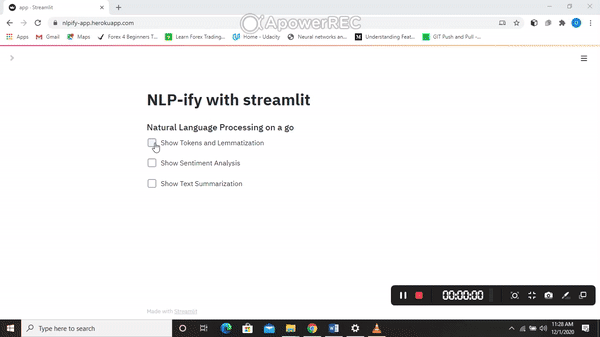 ApowerREC
app · Streamlit
nlpify-app.herokuapp.com
Apps Gmail Maps Forex 4 Beginners T... Learn Forex Trading... Home - Udacity Neural networks an... Understanding Feat... GIT Push and Pull -...
NLP-ify with streamlit
Natural Language Processing on a go
Show Tokens and Lemmatization
Show Sentiment Analysis
Show Text Summarization
00:00:00
Made with Streamlit
Type here to search
11:28 AM
12/1/2020